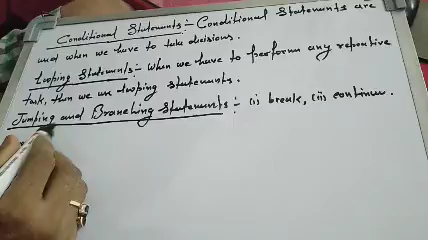 Conditional Statements :- Conditional Statements are
used when we have to take decisions.
Looping Statements :- When we have to perform any repeative
task, then we use looping statements.
Jumping and Branching Statements :- (i) break, (ii) continue.